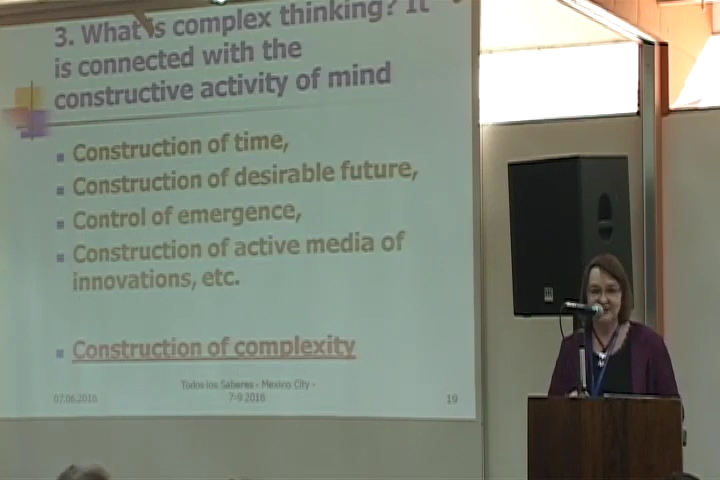 3. What is complex thinking? It
is connected with the
constructive activity of mind
Construction of time,
Construction of desirable future,
Control of emergence,
Construction of active media of
innovations, etc.
Construction of complexity
07.06.2016
Todos los Saberes - Mexico City -
7-9 2016
19